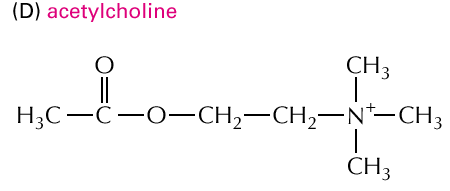 (D) acetylcholine
O
CH3
H3C—C—O—CH2—CH2—N+—CH3
CH3